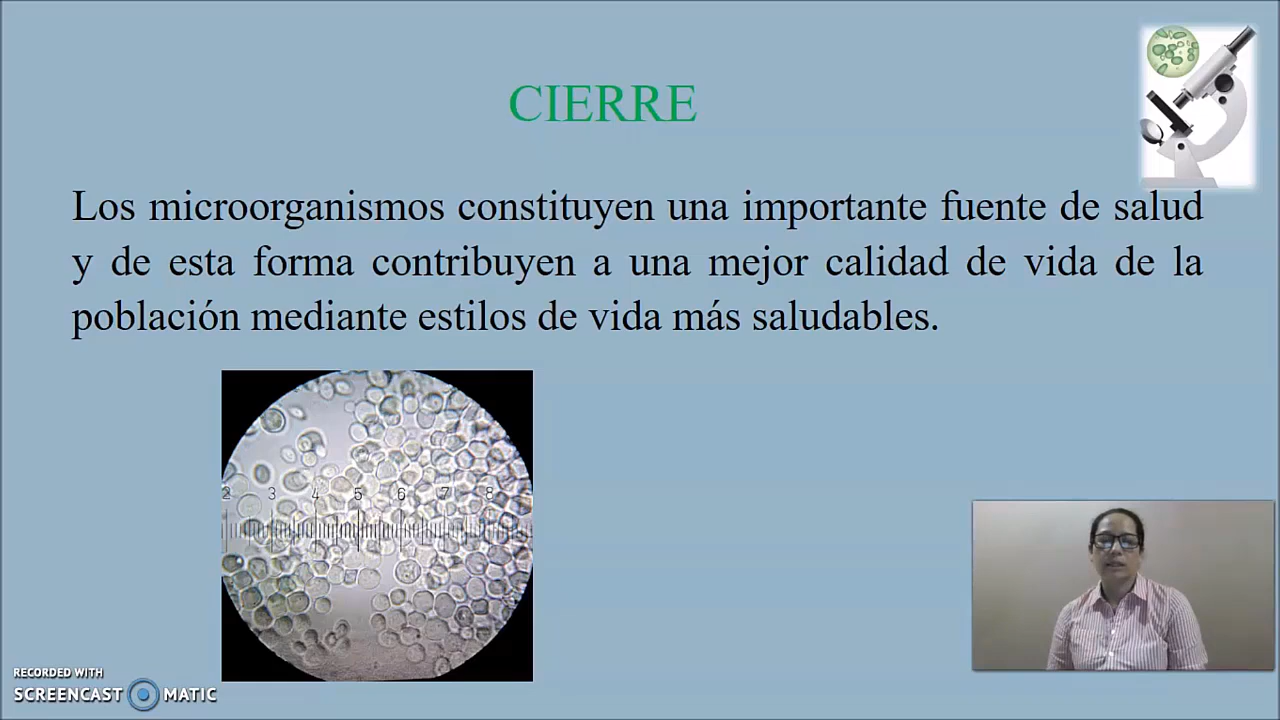 CIERRE
Los microorganismos constituyen una importante fuente de salud
y de esta forma contribuyen a una mejor calidad de vida de la
población mediante estilos de vida más saludables.
2 3 4 5 6 7 8
RECORDED WITH
SCREENCAST MATIC